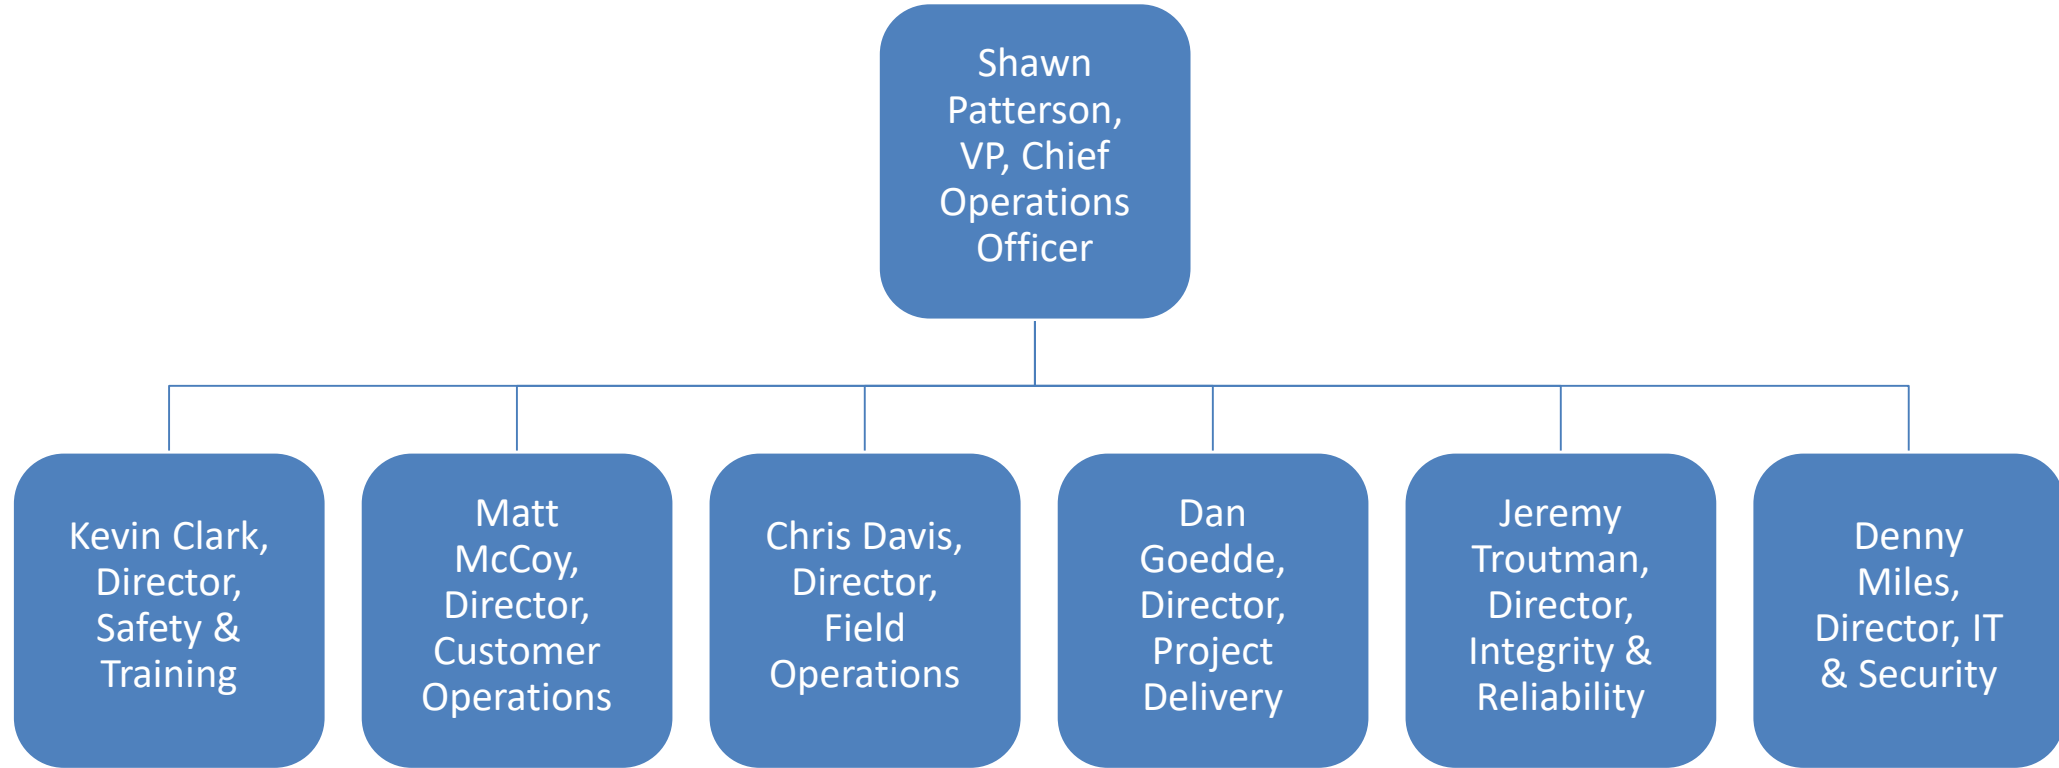 Shawn
Patterson,
VP, Chief
Operations
Officer
Kevin Clark,
Director,
Safety &
Training
Matt
McCoy,
Director,
Customer
Operations
Chris Davis,
Director,
Field
Operations
Dan
Goedde,
Director,
Project
Delivery
Jeremy
Troutman,
Director,
Integrity &
Reliability
Denny
Miles,
Director, IT
& Security